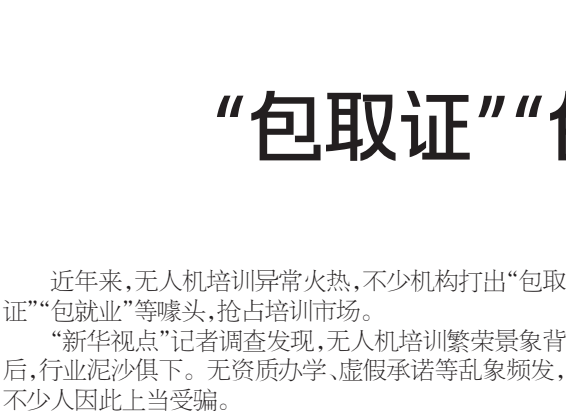 “包取证”“
近年来,无人机培训异常火热,不少机构打出“包取
证”“包就业”等噱头,抢占培训市场。
“新华视点”记者调查发现,无人机培训繁荣景象背
后,行业泥沙俱下。无资质办学、虚假承诺等乱象频发,
不少人因此上当受骗。